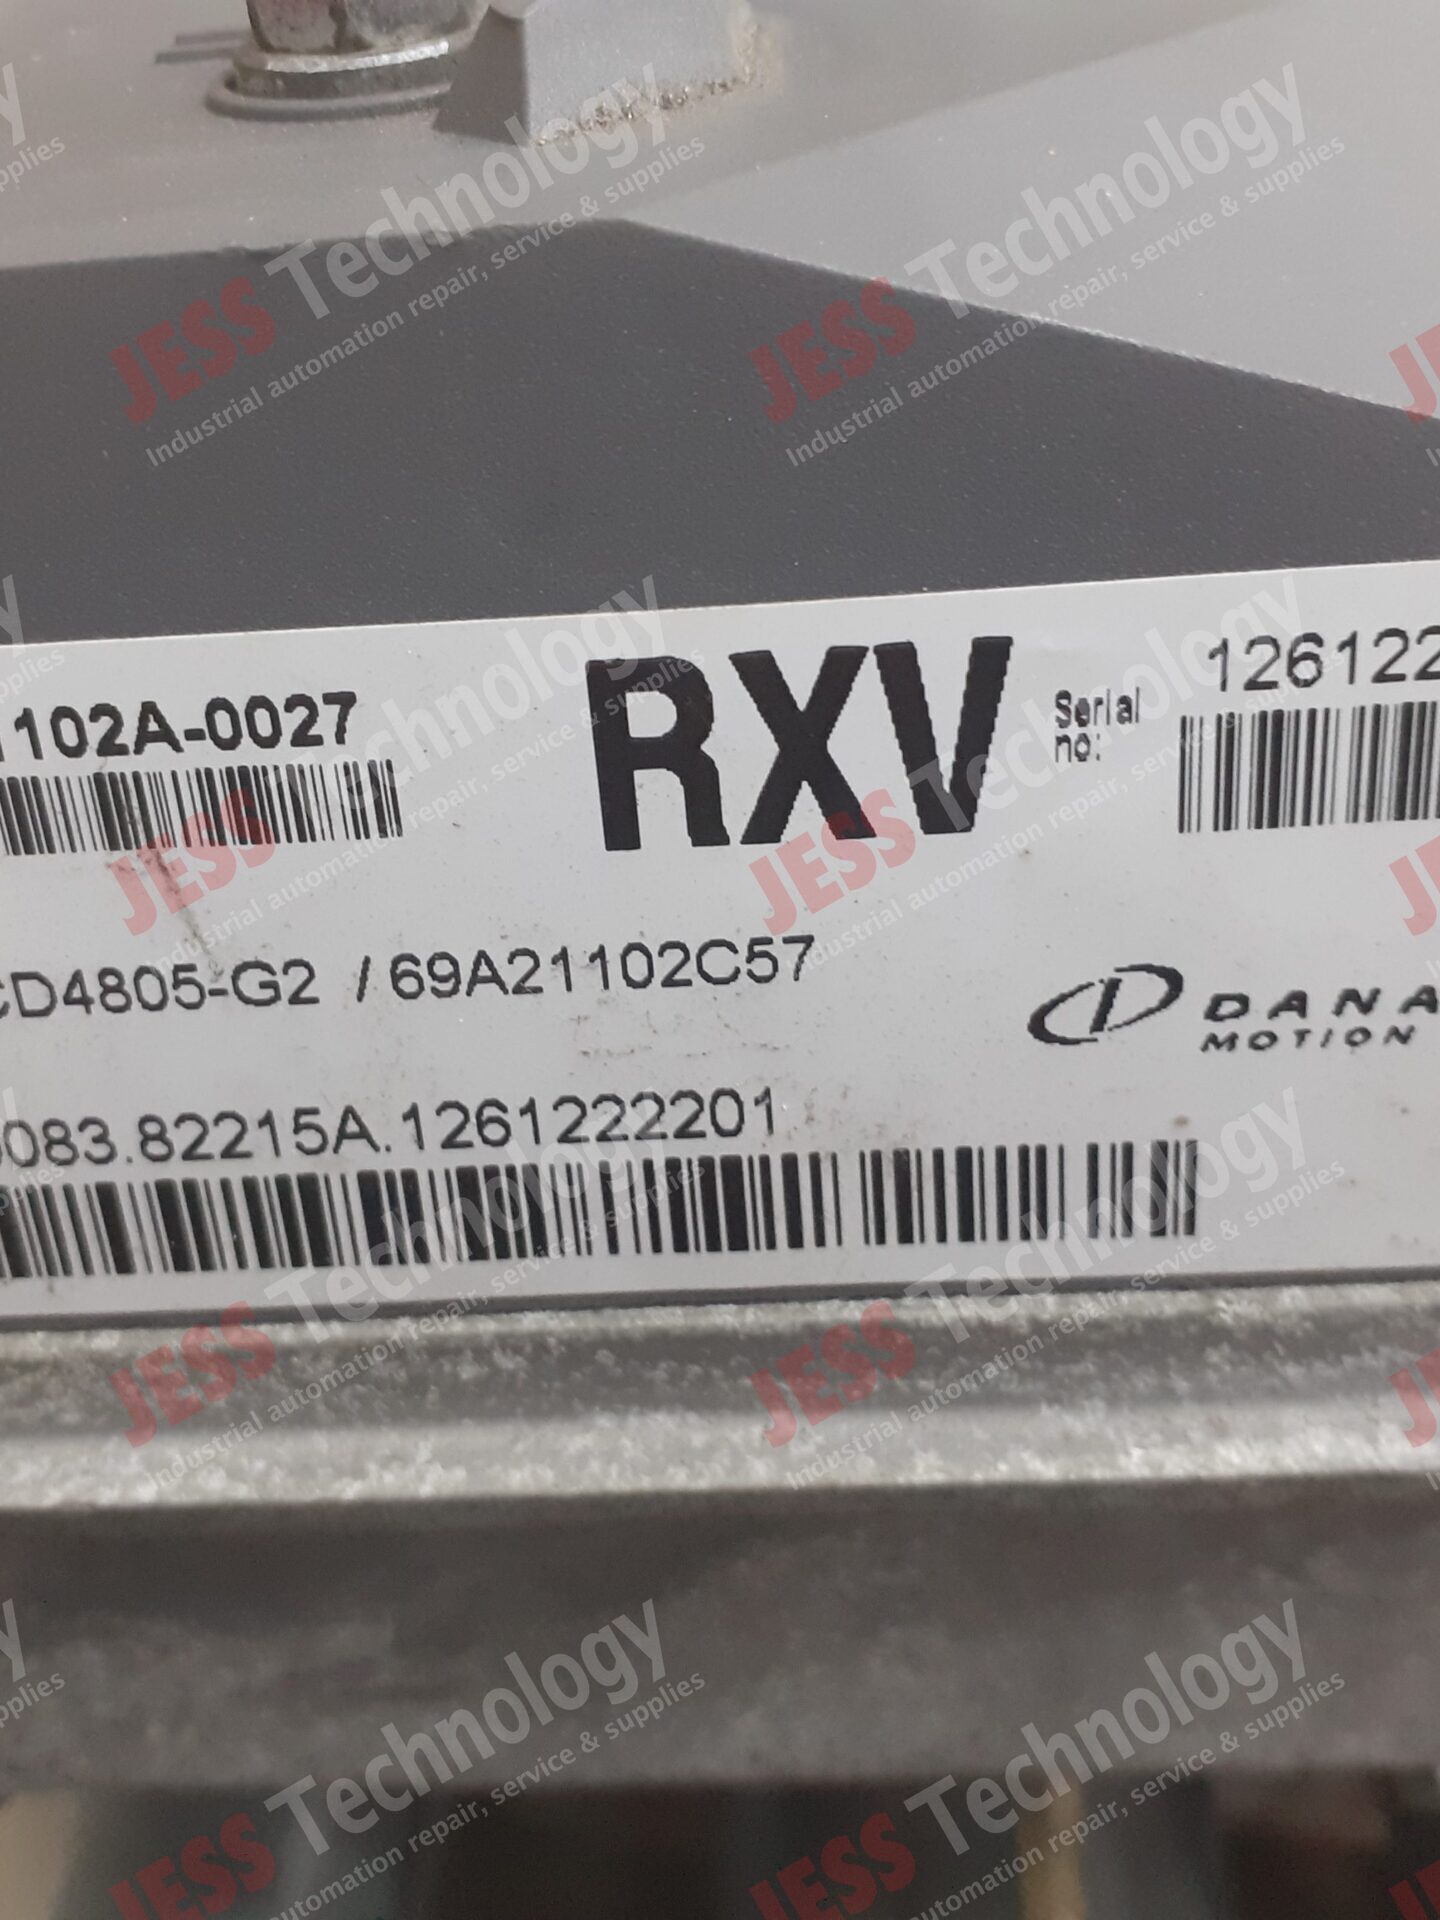 1102A-0027
RXV
Serial
no:
126122
CD4805-G2 / 69A21102C57
DANA
MOTION
083.82215A.1261222201
JESS Technology
Industrial automation repair, service & supplies